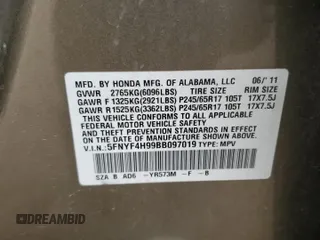 MFD. BY HONDA MFG. OF ALABAMA, LLC 06/'11
GVWR 2765KG(6096LBS) TIRE SIZE RIM SIZE
GAWR F 1325KG(2921LBS) P245/65R17 105T 17X7.5J
GAWR R 1525KG(3362LBS) P245/65R17 105T 17X7.5J
THIS VEHICLE CONFORMS TO ALL APPLICABLE FEDERAL MOTOR
VEHICLE SAFETY AND THEFT PREVENTION STANDARDS
IN EFFECT ON THE DATE OF MANUFACTURE SHOWN ABOVE.
V.I.N.:5FNYF4H99BB097019 TYPE:MPV
SZA B AD6 -YR573M -F -B
DREAMBID .COM